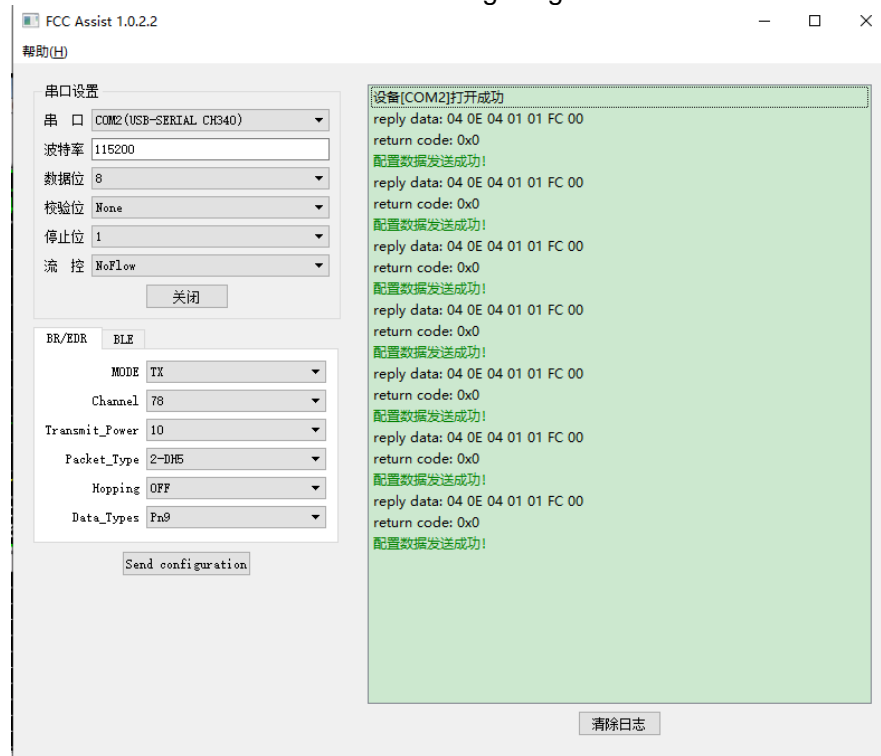 FCC Assist 1.0.2.2
帮助(H)
串口设置
串 口 COM2(USB-SERIAL CH340)
波特率 115200
数据位 8
校验位 None
停止位 1
流 控 NoFlow
关闭
BR/EDR BLE
MODE TX
Channel 78
Transmit_Power 10
Packet_Type 2-DH5
Hopping OFF
Data_Types Pn9
Send configuration
设备[COM2]打开成功
reply data: 04 0E 04 01 01 FC 00
return code: 0x0
配置数据发送成功!
reply data: 04 0E 04 01 01 FC 00
return code: 0x0
配置数据发送成功!
reply data: 04 0E 04 01 01 FC 00
return code: 0x0
配置数据发送成功!
reply data: 04 0E 04 01 01 FC 00
return code: 0x0
配置数据发送成功!
reply data: 04 0E 04 01 01 FC 00
return code: 0x0
配置数据发送成功!
reply data: 04 0E 04 01 01 FC 00
return code: 0x0
配置数据发送成功!
reply data: 04 0E 04 01 01 FC 00
return code: 0x0
配置数据发送成功!
清除日志